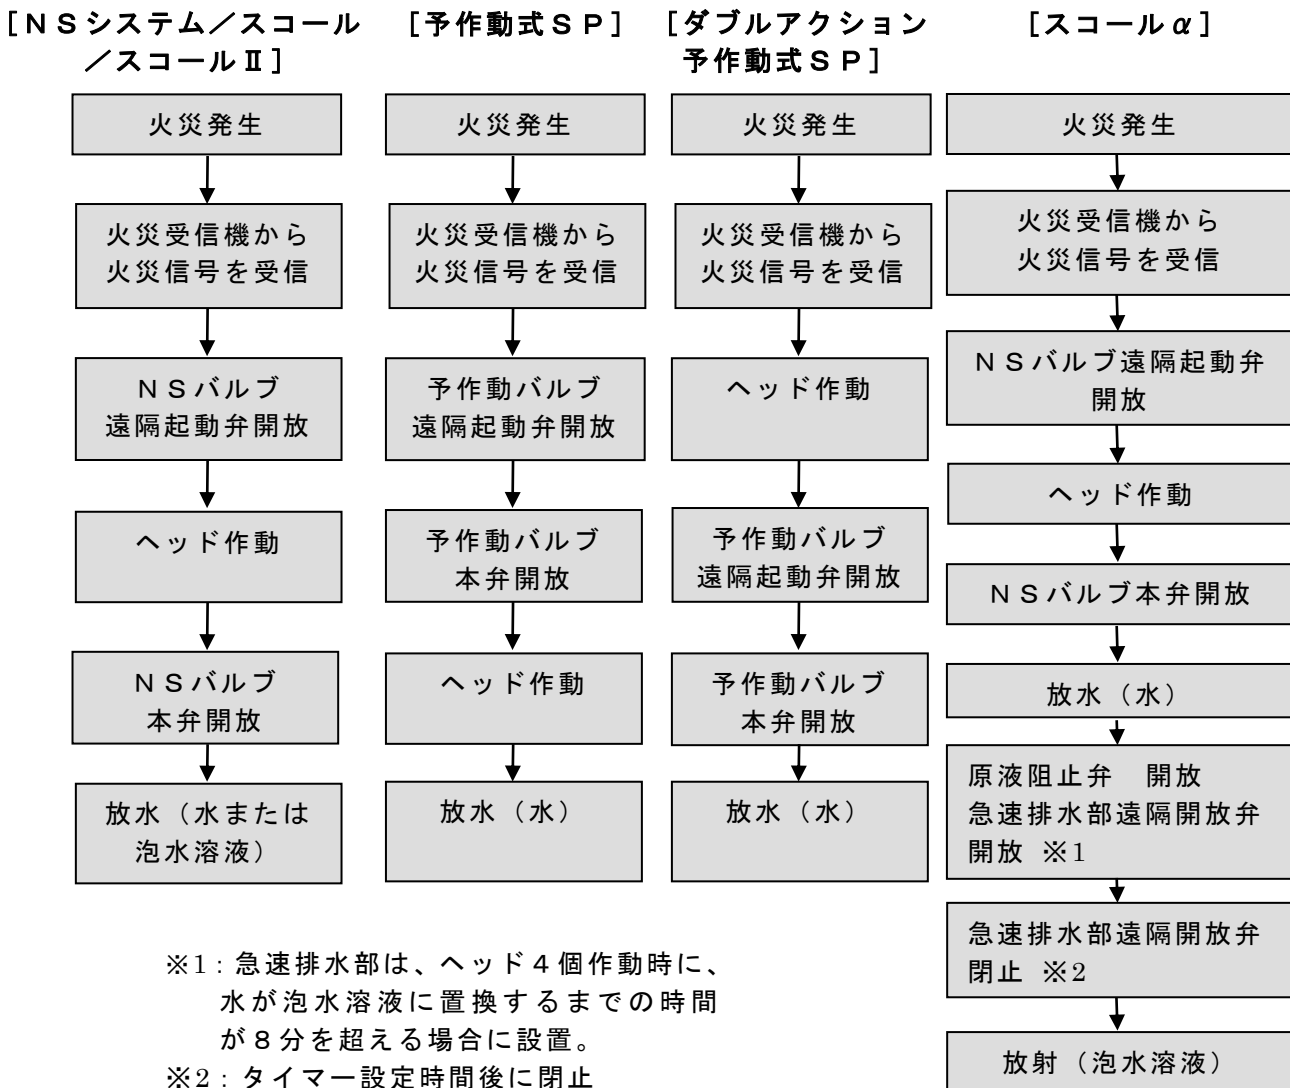 ［ＮＳシステム／スコール
／スコールⅡ］
火災発生
火災受信機から
火災信号を受信
ＮＳバルブ
遠隔起動弁開放
ヘッド作動
ＮＳバルブ
本弁開放
放水（水または
泡水溶液）
［予作動式ＳＰ］
火災発生
火災受信機から
火災信号を受信
予作動バルブ
遠隔起動弁開放
予作動バルブ
本弁開放
ヘッド作動
放水（水）
［ダブルアクション
予作動式ＳＰ］
火災発生
火災受信機から
火災信号を受信
ヘッド作動
予作動バルブ
遠隔起動弁開放
予作動バルブ
本弁開放
放水（水）
［スコールα］
火災発生
火災受信機から
火災信号を受信
ＮＳバルブ遠隔起動弁
開放
ヘッド作動
ＮＳバルブ本弁開放
放水（水）
原液阻止弁　開放
急速排水部遠隔開放弁
開放 ※1
急速排水部遠隔開放弁
閉止 ※2
放射（泡水溶液）
※1：急速排水部は、ヘッド４個作動時に、
水が泡水溶液に置換するまでの時間
が８分を超える場合に設置。
※2：タイマー設定時間後に閉止